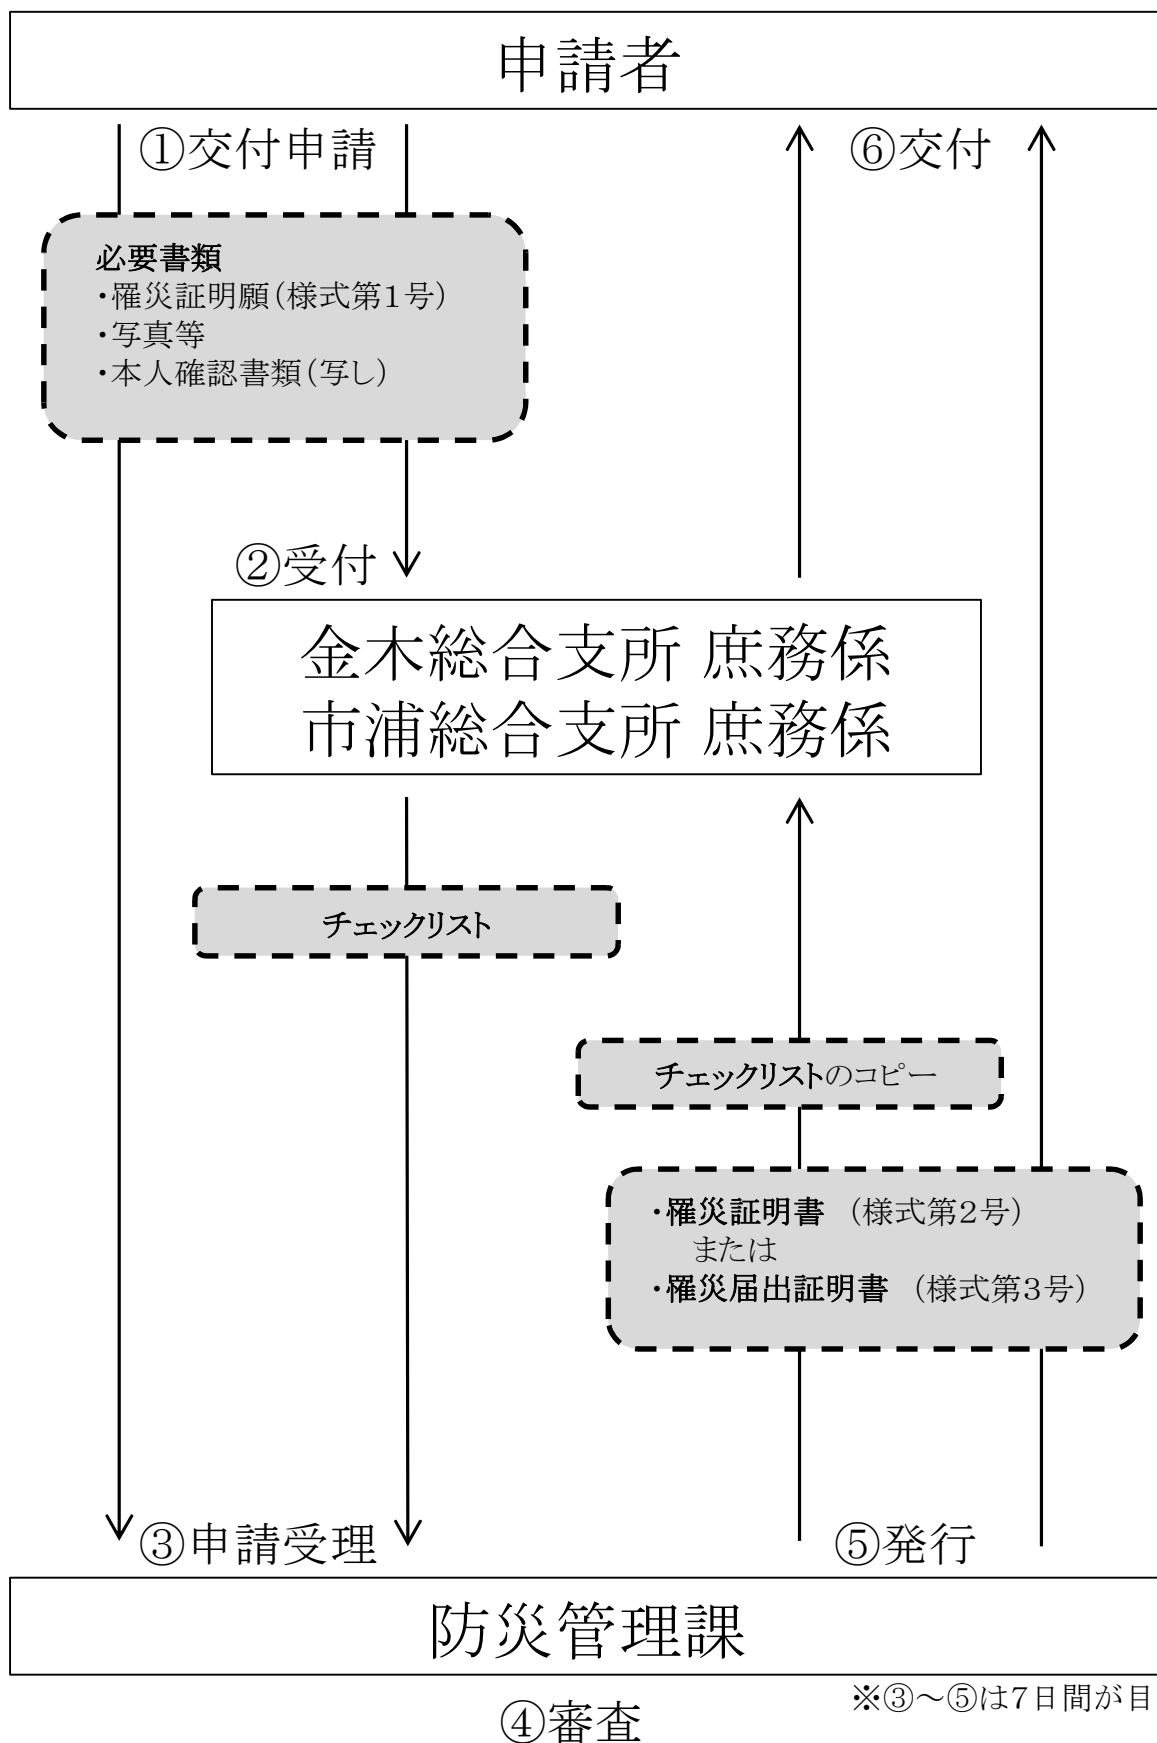 申請者
①交付申請
⑥交付
必要書類
・罹災証明願(様式第1号)
・写真等
・本人確認書類(写し)
②受付
金木総合支所 庶務係
市浦総合支所 庶務係
チェックリスト
チェックリストのコピー
・罹災証明書 (様式第2号)
または
・罹災届出証明書 (様式第3号)
③申請受理
⑤発行
防災管理課
④審査
※③～⑤は7日間が目